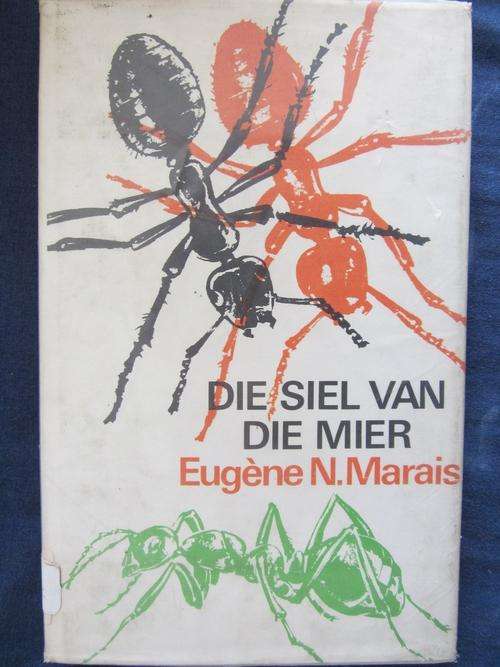 DIE SIEL VAN
DIE MIER
Eugène N. Marais